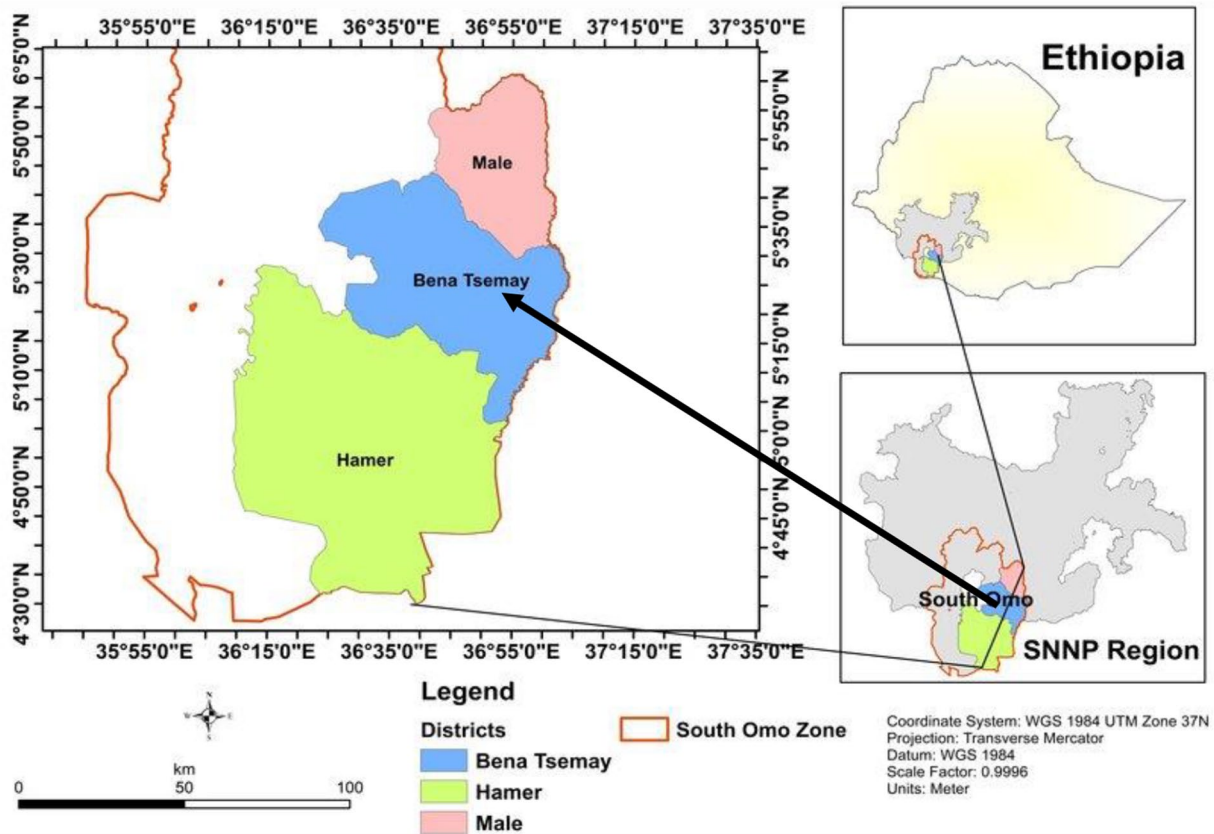 35°55'0"E 36°15'0"E 36°35'0"E 36°55'0"E 37°15'0"E 37°35'0"E
6°5'0"N
5°50'0"N
5°30'0"N
5°10'0"N
4°50'0"N
4°30'0"N
5°55'0"N
5°35'0"N
5°15'0"N
5°0'0"N
4°45'0"N
Male
Bena Tsemay
Hamer
35°55'0"E 36°15'0"E 36°35'0"E 36°55'0"E 37°15'0"E 37°35'0"E
Ethiopia
South Omo
SNNP Region
N
W E
S
km
0 50 100
Legend
Districts
Bena Tsemay
Hamer
Male
South Omo Zone
Coordinate System: WGS 1984 UTM Zone 37N
Projection: Transverse Mercator
Datum: WGS 1984
Scale Factor: 0.9996
Units: Meter